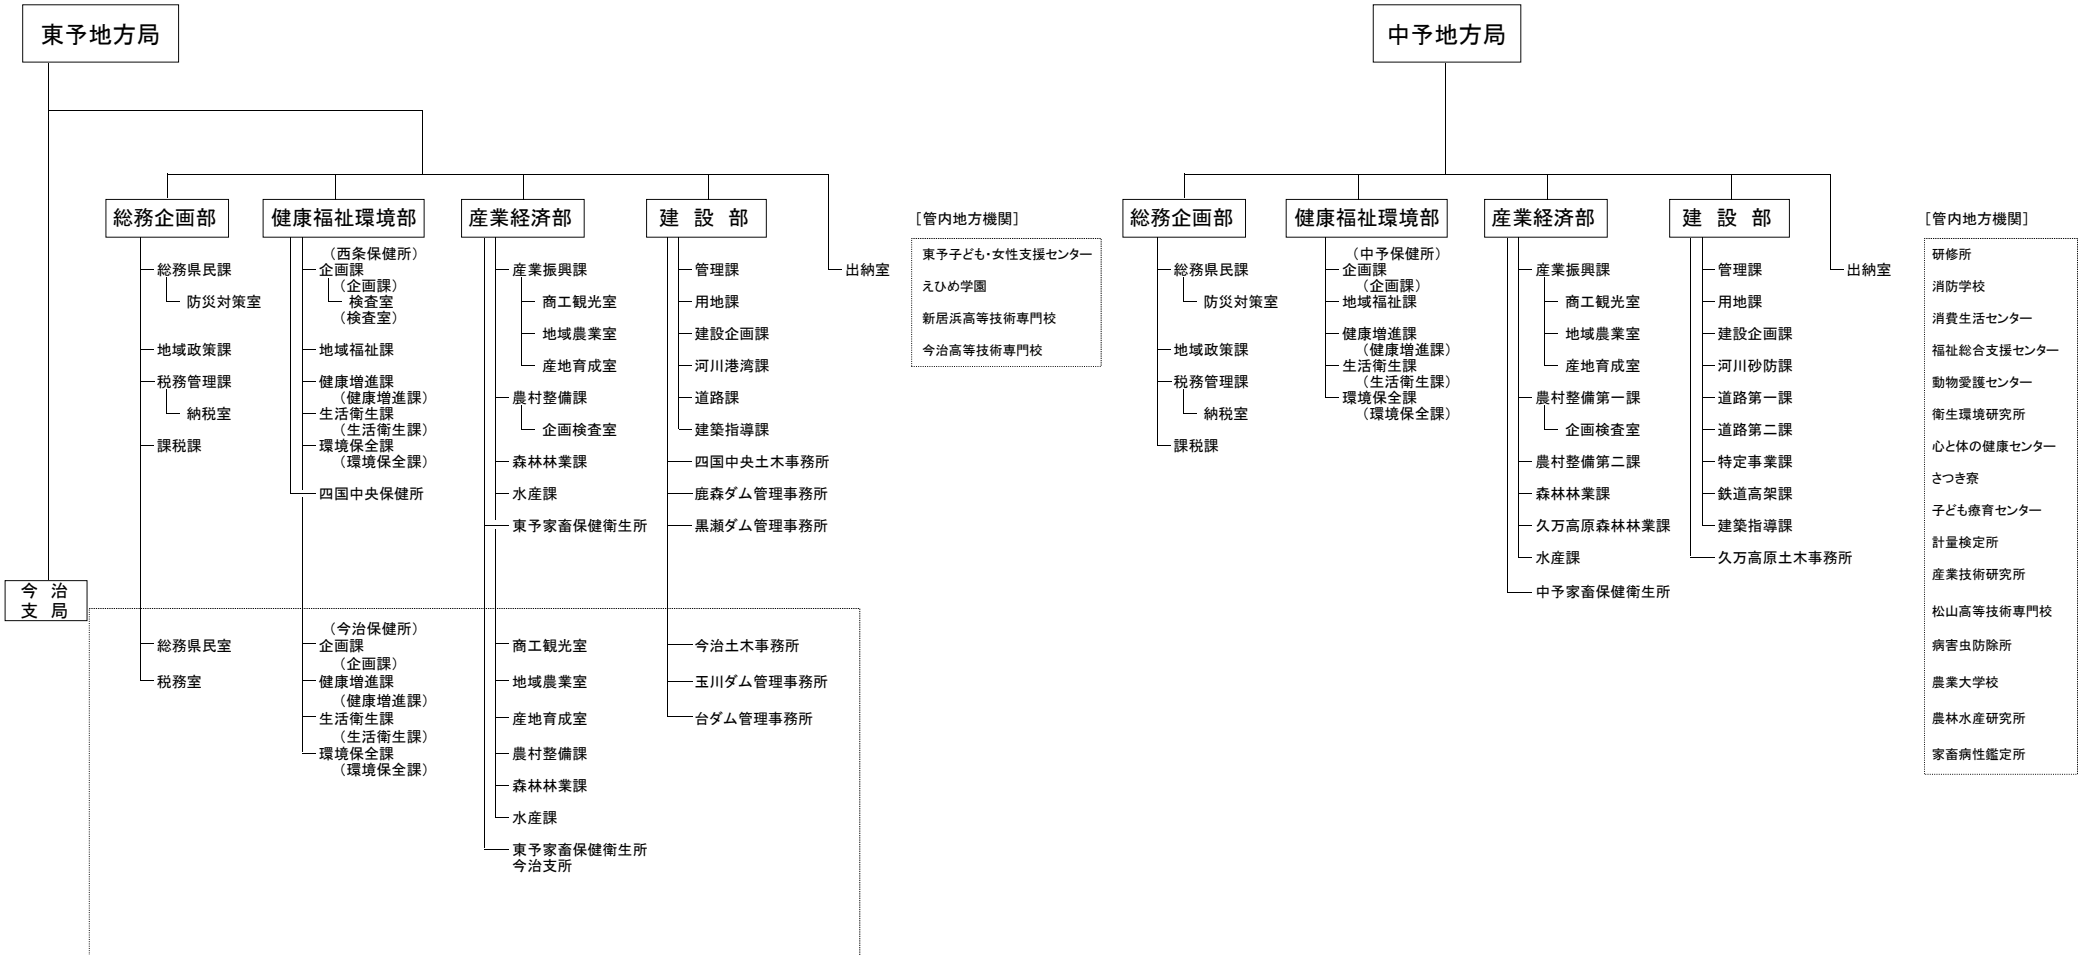 東予地方局
総務企画部
総務県民課
防災対策室
地域政策課
税務管理課
納税室
課税課
健康福祉環境部
（西条保健所）
企画課
（企画課）
検査室
（検査室）
地域福祉課
健康増進課
（健康増進課）
生活衛生課
（生活衛生課）
環境保全課
（環境保全課）
四国中央保健所
産業経済部
産業振興課
商工観光室
地域農業室
産地育成室
農村整備課
企画検査室
森林林業課
水産課
東予家畜保健衛生所
建 設 部
管理課
用地課
建設企画課
河川港湾課
道路課
建築指導課
四国中央土木事務所
鹿森ダム管理事務所
黒瀬ダム管理事務所
出納室
［管内地方機関］
東予子ども・女性支援センター
えひめ学園
新居浜高等技術専門校
今治高等技術専門校
今 治
支 局
総務県民室
税務室
（今治保健所）
企画課
（企画課）
健康増進課
（健康増進課）
生活衛生課
（生活衛生課）
環境保全課
（環境保全課）
商工観光室
地域農業室
産地育成室
農村整備課
森林林業課
水産課
東予家畜保健衛生所
今治支所
今治土木事務所
玉川ダム管理事務所
台ダム管理事務所
中予地方局
総務企画部
総務県民課
防災対策室
地域政策課
税務管理課
納税室
課税課
健康福祉環境部
（中予保健所）
企画課
（企画課）
地域福祉課
健康増進課
（健康増進課）
生活衛生課
（生活衛生課）
環境保全課
（環境保全課）
産業経済部
産業振興課
商工観光室
地域農業室
産地育成室
農村整備第一課
企画検査室
農村整備第二課
森林林業課
久万高原森林林業課
水産課
中予家畜保健衛生所
建 設 部
管理課
用地課
建設企画課
河川砂防課
道路第一課
道路第二課
特定事業課
鉄道高架課
建築指導課
久万高原土木事務所
出納室
［管内地方機関］
研修所
消防学校
消費生活センター
福祉総合支援センター
動物愛護センター
衛生環境研究所
心と体の健康センター
さつき寮
子ども療育センター
計量検定所
産業技術研究所
松山高等技術専門校
病害虫防除所
農業大学校
農林水産研究所
家畜病性鑑定所